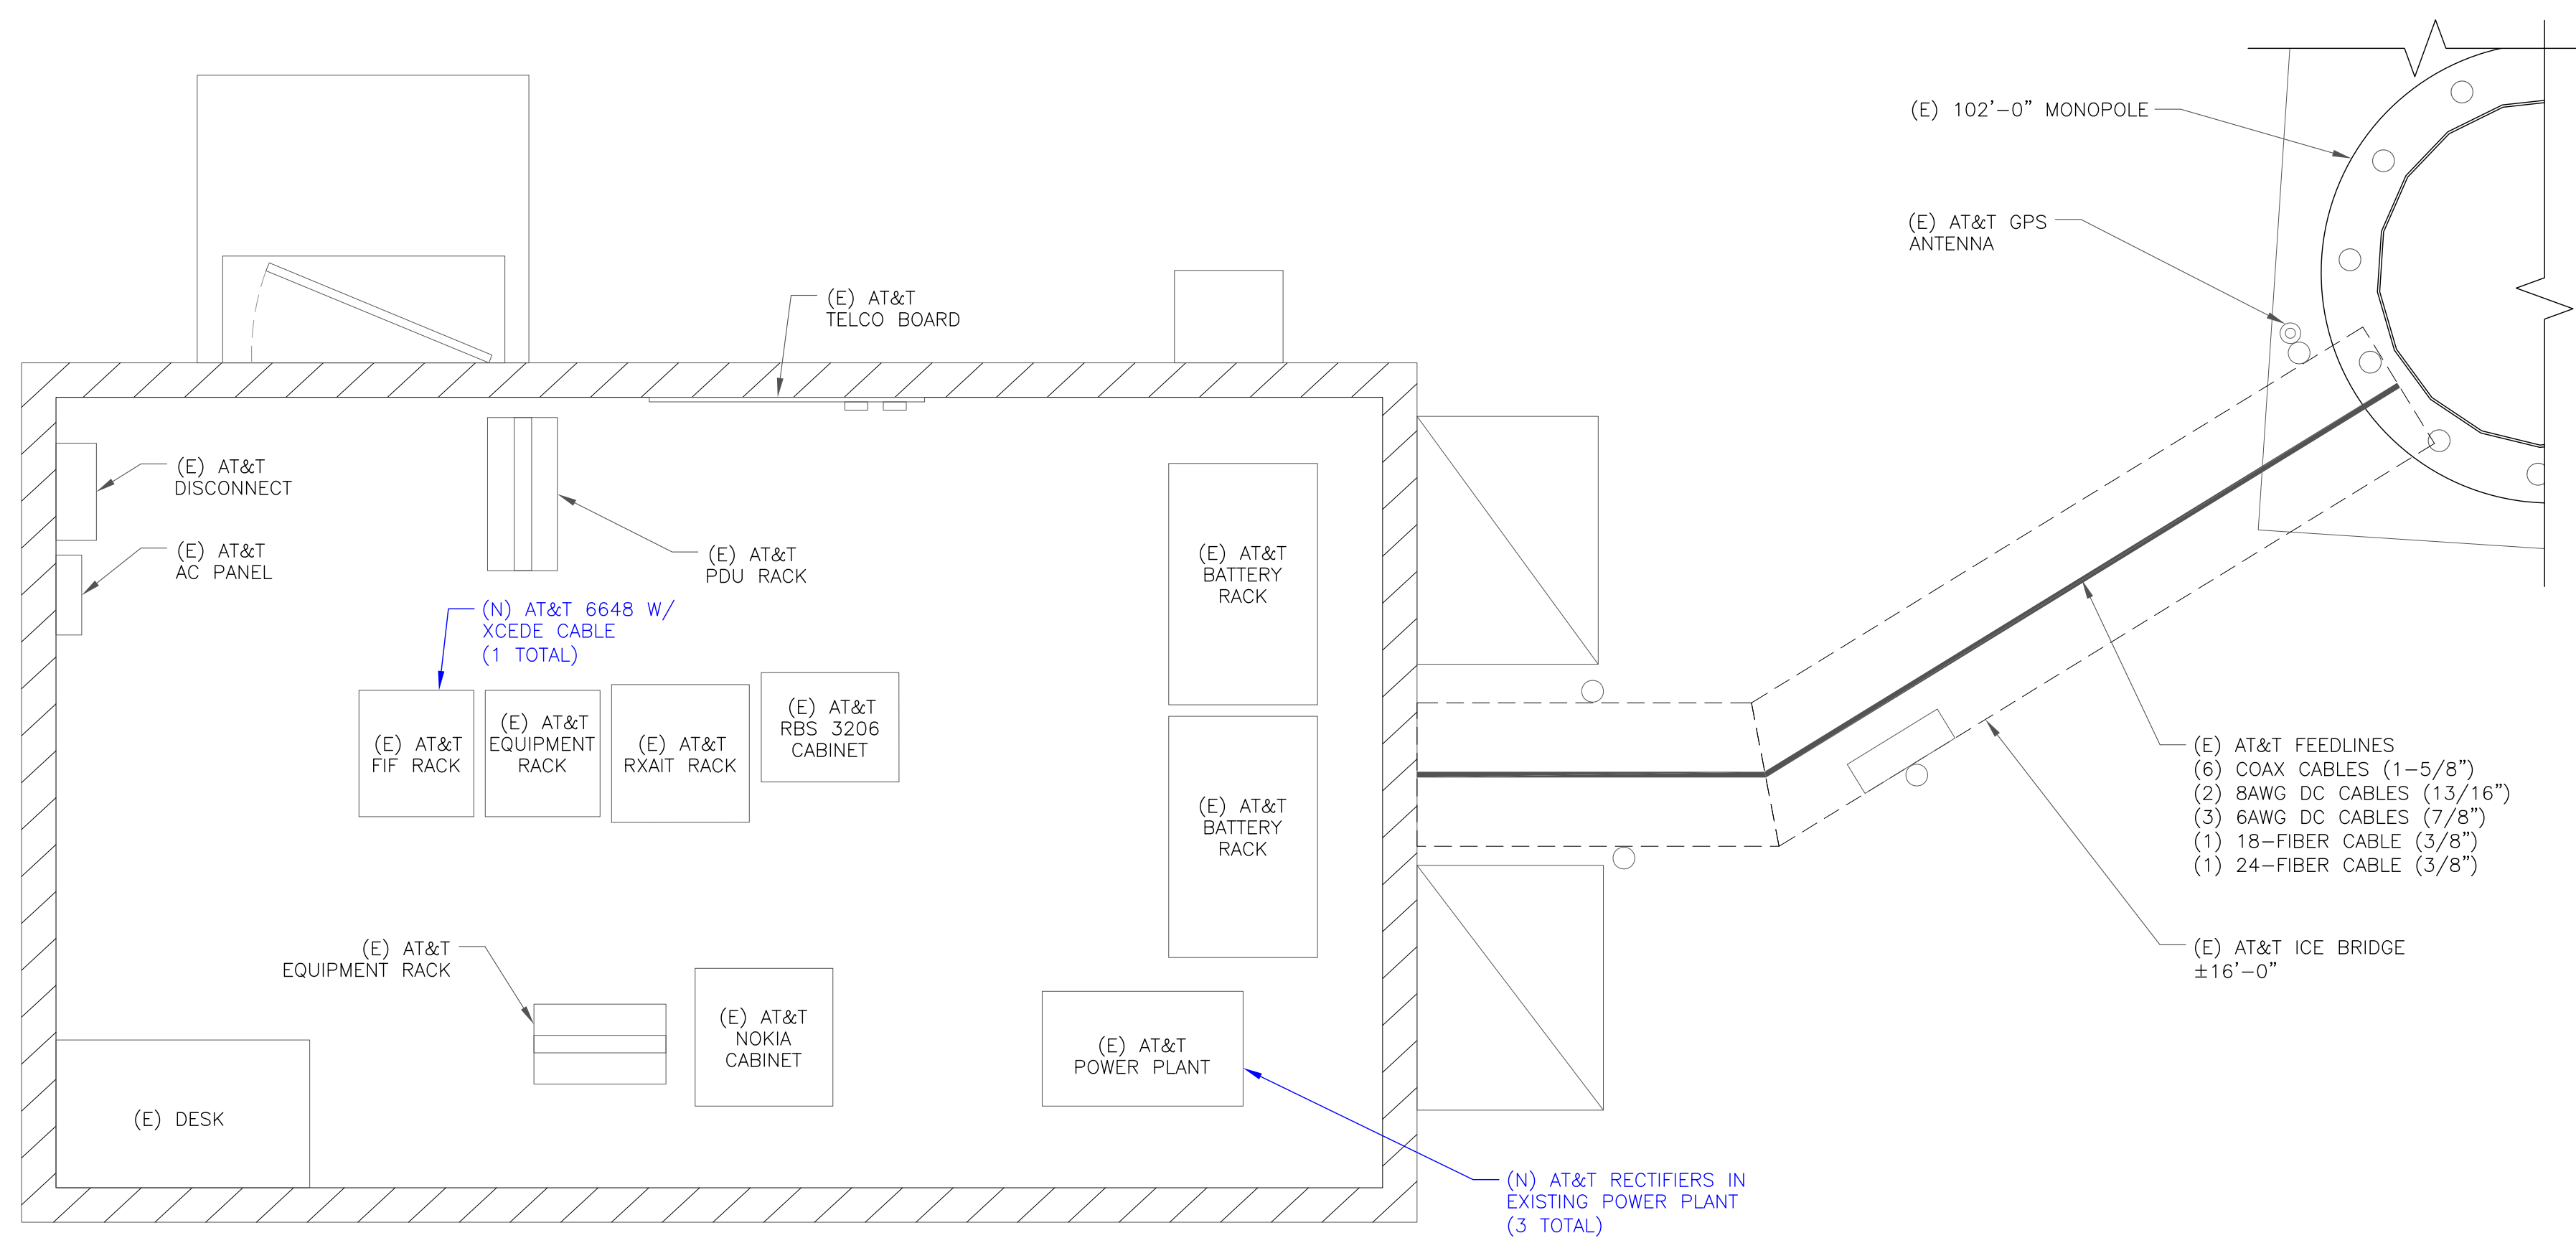 (E) 102'-0" MONOPOLE
(E) AT&T GPS
ANTENNA
(E) AT&T
TELCO BOARD
(E) AT&T
DISCONNECT
(E) AT&T
AC PANEL
(E) AT&T
PDU RACK
(E) AT&T
BATTERY
RACK
(N) AT&T 6648 W/
XCEDE CABLE
(1 TOTAL)
(E) AT&T
FIF RACK
(E) AT&T
EQUIPMENT
RACK
(E) AT&T
RXAIT RACK
(E) AT&T
RBS 3206
CABINET
(E) AT&T
BATTERY
RACK
(E) AT&T FEEDLINES
(6) COAX CABLES (1-5/8")
(2) 8AWG DC CABLES (13/16")
(3) 6AWG DC CABLES (7/8")
(1) 18-FIBER CABLE (3/8")
(1) 24-FIBER CABLE (3/8")
(E) AT&T ICE BRIDGE
±16'-0"
(E) AT&T
EQUIPMENT RACK
(E) AT&T
NOKIA
CABINET
(E) AT&T
POWER PLANT
(E) DESK
(N) AT&T RECTIFIERS IN
EXISTING POWER PLANT
(3 TOTAL)